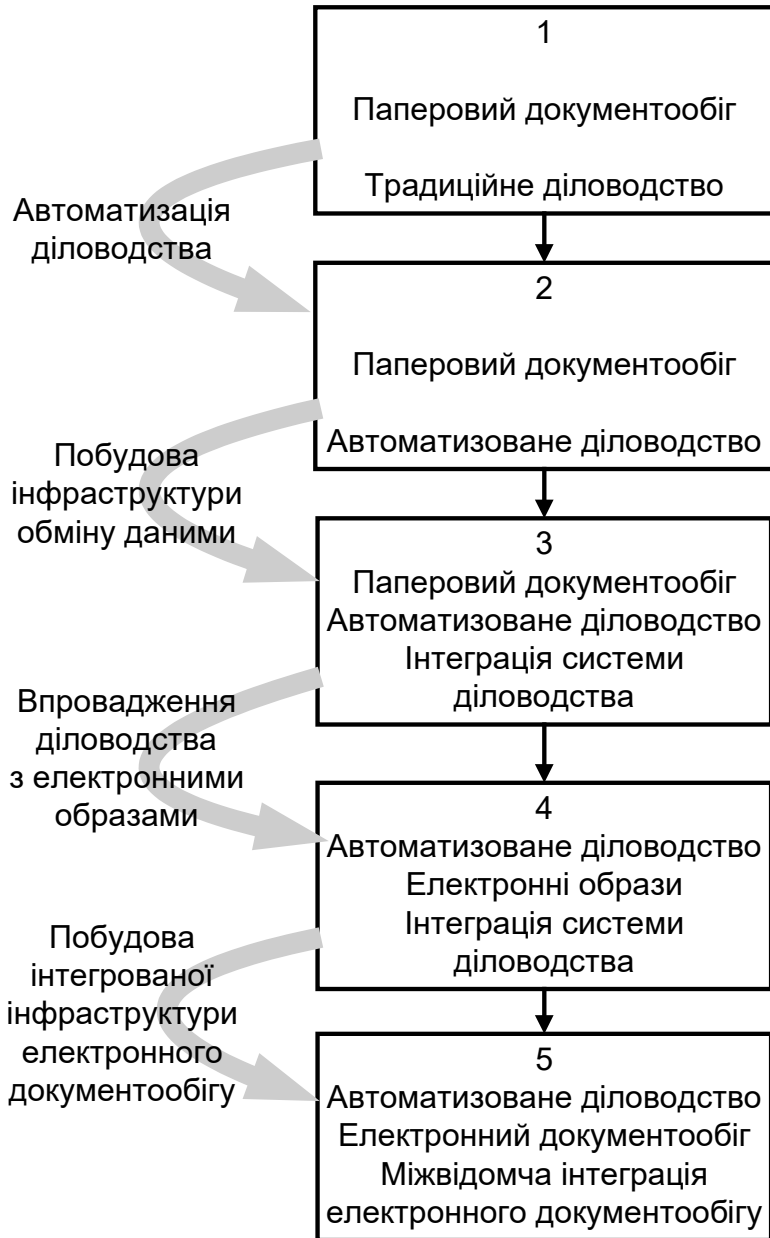 1
Паперовий документообіг
Традиційне діловодство
Автоматизація
діловодства
2
Паперовий документообіг
Автоматизоване діловодство
Побудова
інфраструктури
обміну даними
3
Паперовий документообіг
Автоматизоване діловодство
Інтеграція системи
діловодства
Впровадження
діловодства
з електронними
образами
4
Автоматизоване діловодство
Електронні образи
Інтеграція системи
діловодства
Побудова
інтегрованої
інфраструктури
електронного
документообігу
5
Автоматизоване діловодство
Електронний документообіг
Міжвідомча інтеграція
електронного документообігу